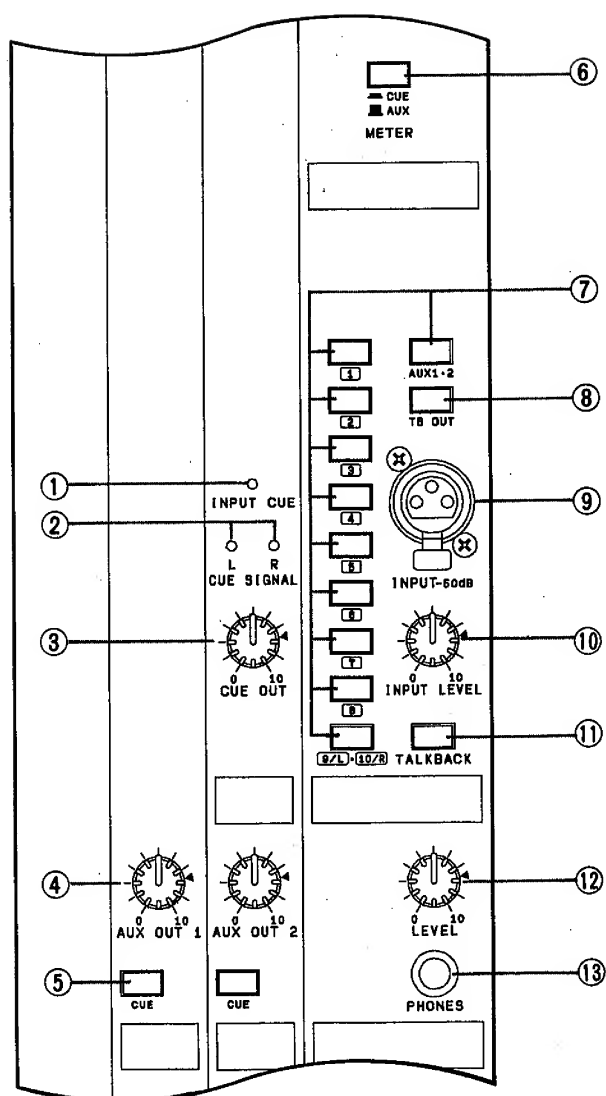 ⑥
CUE
AUX
METER
⑦
1
AUX1·2
⑧
2
TB OUT
3
①
INPUT CUE
4
⑨
②
L R
CUE SIGNAL
5
INPUT-60dB
6
③
0 10
CUE OUT
7
⑩
0 10
INPUT LEVEL
8
⑪
9/L·10/R
TALKBACK
④
0 10
AUX OUT 1
0 10
AUX OUT 2
⑫
0 10
LEVEL
⑤
CUE
CUE
⑬
PHONES